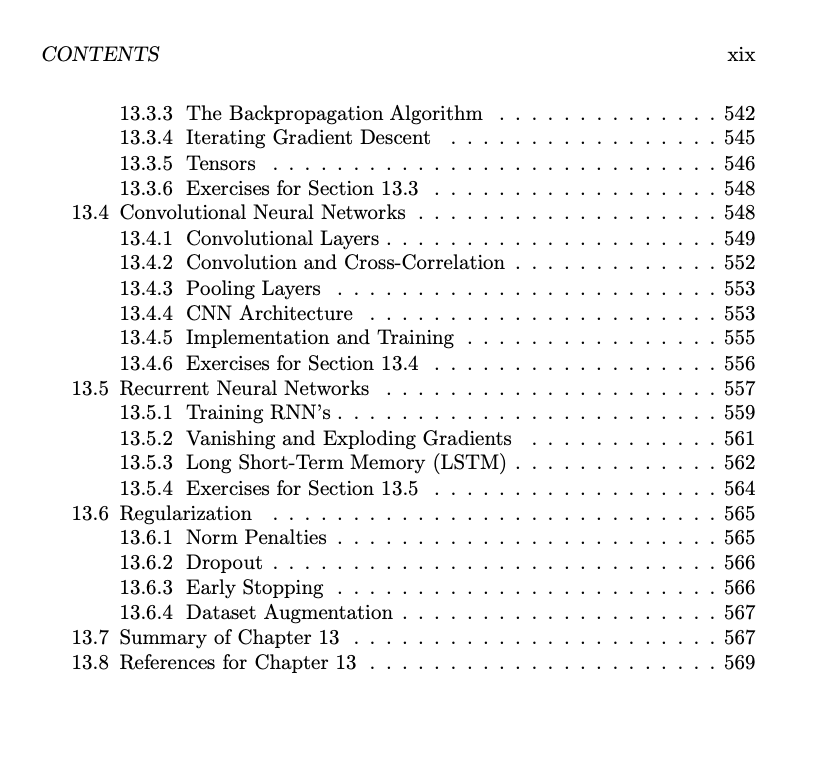 CONTENTS xix
13.3.3 The Backpropagation Algorithm . . . . . . . . . . . . . . 542
13.3.4 Iterating Gradient Descent . . . . . . . . . . . . . . . . . 545
13.3.5 Tensors . . . . . . . . . . . . . . . . . . . . . . . . . . . . 546
13.3.6 Exercises for Section 13.3 . . . . . . . . . . . . . . . . . . 548
13.4 Convolutional Neural Networks . . . . . . . . . . . . . . . . . . . 548
13.4.1 Convolutional Layers . . . . . . . . . . . . . . . . . . . . . 549
13.4.2 Convolution and Cross-Correlation . . . . . . . . . . . . . 552
13.4.3 Pooling Layers . . . . . . . . . . . . . . . . . . . . . . . . 553
13.4.4 CNN Architecture . . . . . . . . . . . . . . . . . . . . . . 553
13.4.5 Implementation and Training . . . . . . . . . . . . . . . . 555
13.4.6 Exercises for Section 13.4 . . . . . . . . . . . . . . . . . . 556
13.5 Recurrent Neural Networks . . . . . . . . . . . . . . . . . . . . . 557
13.5.1 Training RNN's . . . . . . . . . . . . . . . . . . . . . . . . 559
13.5.2 Vanishing and Exploding Gradients . . . . . . . . . . . . 561
13.5.3 Long Short-Term Memory (LSTM) . . . . . . . . . . . . . 562
13.5.4 Exercises for Section 13.5 . . . . . . . . . . . . . . . . . . 564
13.6 Regularization . . . . . . . . . . . . . . . . . . . . . . . . . . . . 565
13.6.1 Norm Penalties . . . . . . . . . . . . . . . . . . . . . . . . 565
13.6.2 Dropout . . . . . . . . . . . . . . . . . . . . . . . . . . . . 566
13.6.3 Early Stopping . . . . . . . . . . . . . . . . . . . . . . . . 566
13.6.4 Dataset Augmentation . . . . . . . . . . . . . . . . . . . . 567
13.7 Summary of Chapter 13 . . . . . . . . . . . . . . . . . . . . . . . 567
13.8 References for Chapter 13 . . . . . . . . . . . . . . . . . . . . . . 569